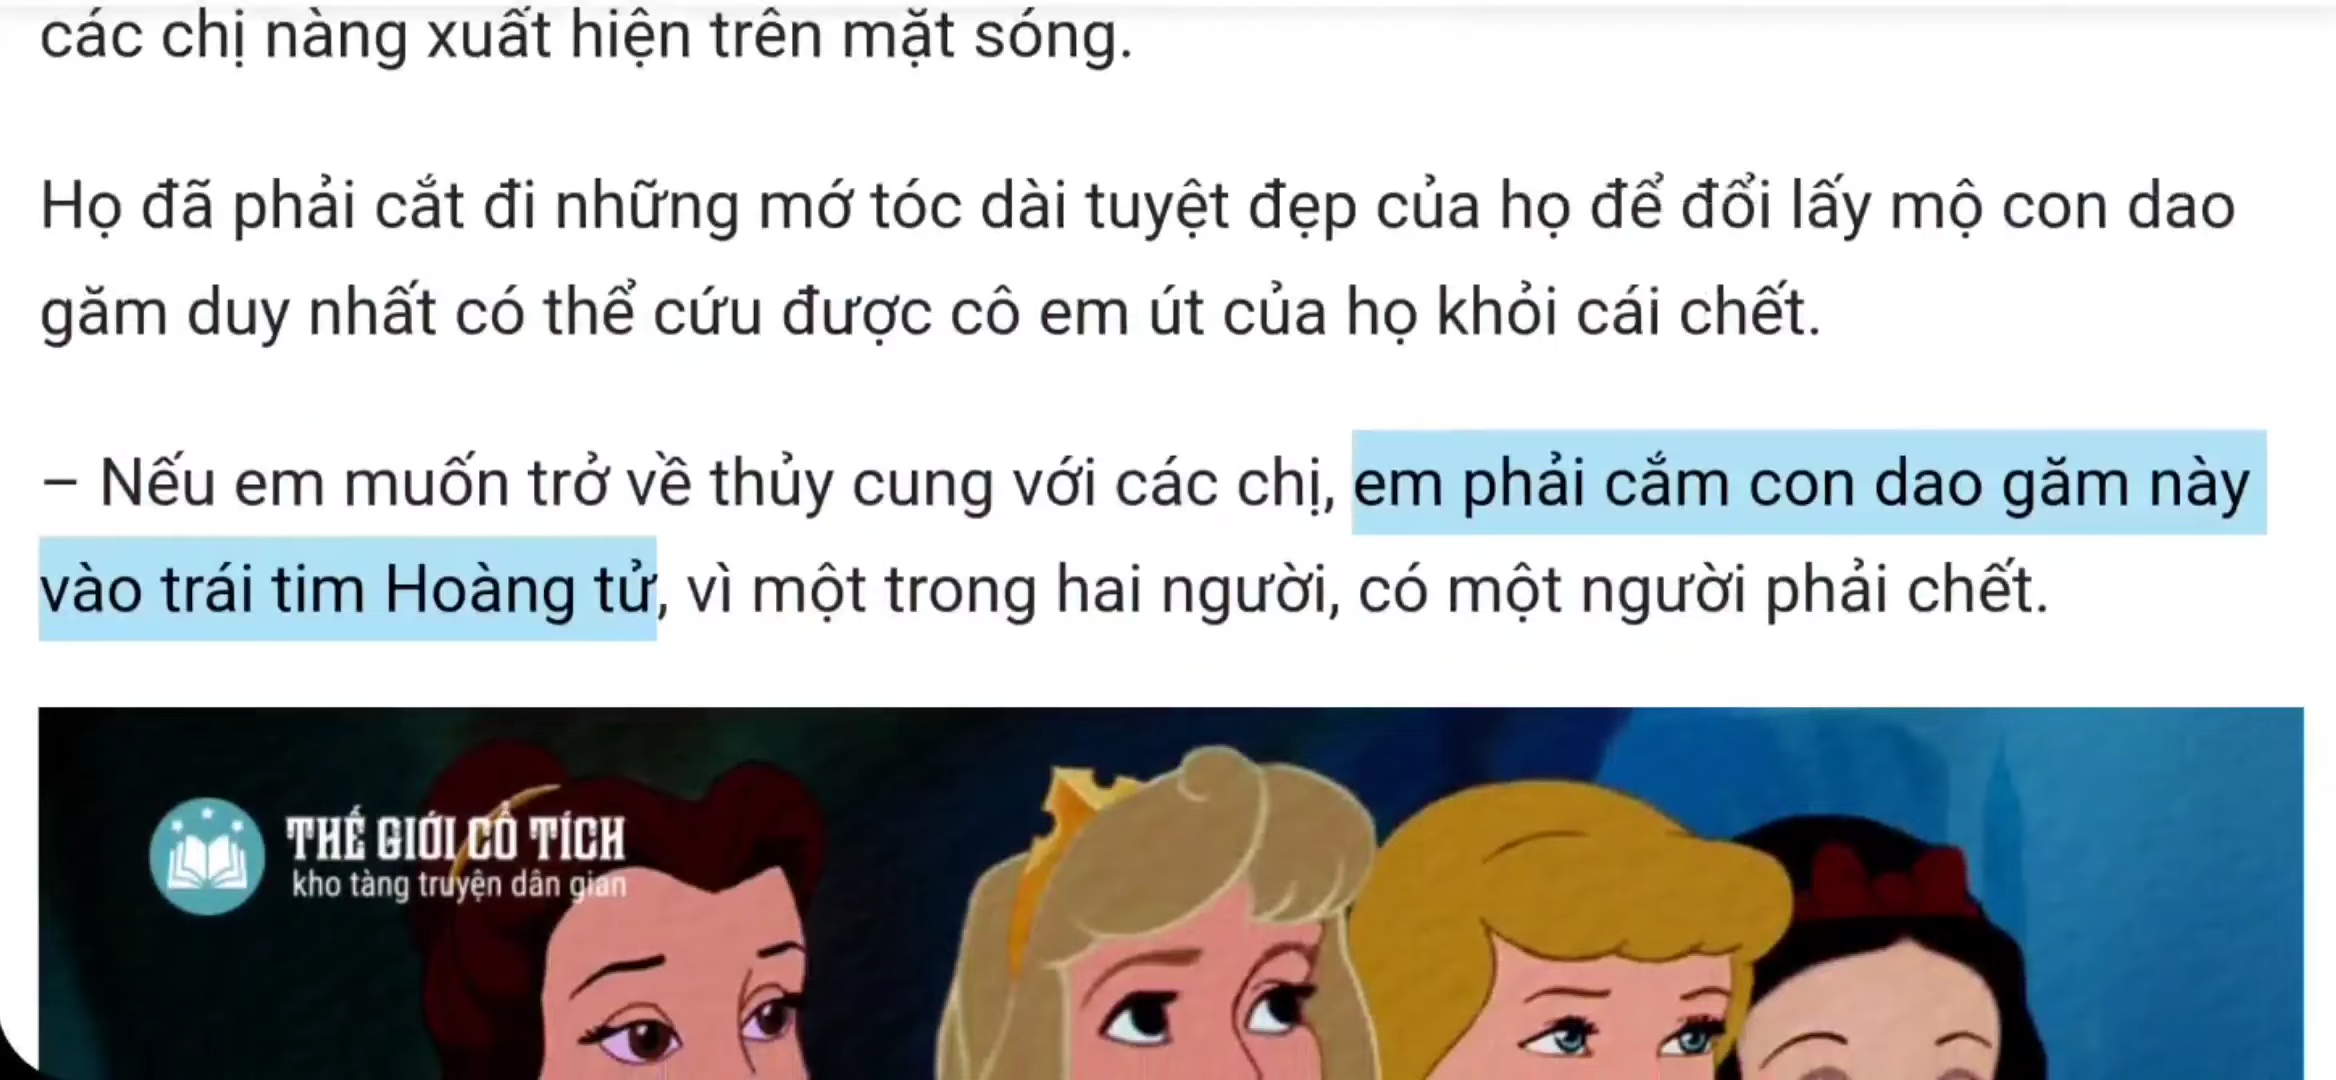 các chị nàng xuất hiện trên mặt sóng.
Họ đã phải cắt đi những mớ tóc dài tuyệt đẹp của họ để đổi lấy mộ con dao
găm duy nhất có thể cứu được cô em út của họ khỏi cái chết.
– Nếu em muốn trở về thủy cung với các chị, em phải cắm con dao găm này
vào trái tim Hoàng tử, vì một trong hai người, có một người phải chết.
THẾ GIỚI CỔ TÍCH
kho tàng truyện dân gian